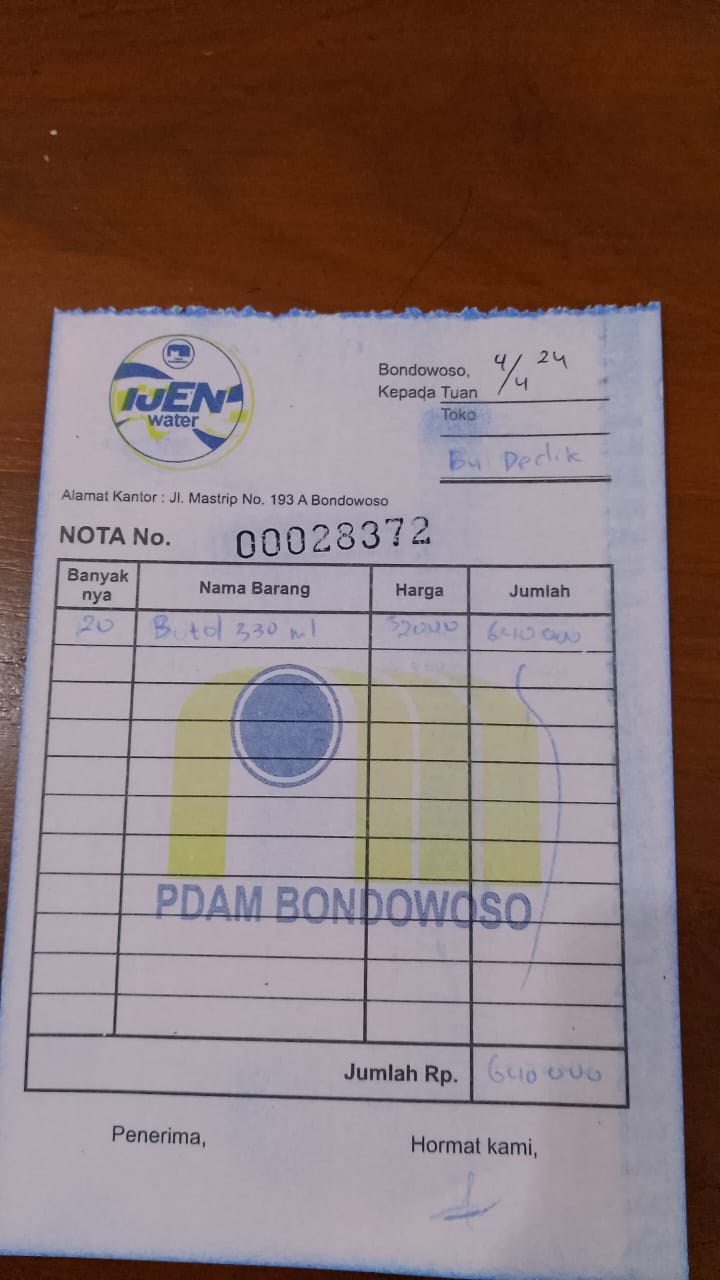 IJEN
water
Bondowoso, 4/4 24
Kepada Tuan
Toko
Bu Dedik
Alamat Kantor : Jl. Mastrip No. 193 A Bondowoso
NOTA No. 00028372
Banyak nya Nama Barang Harga Jumlah
20 Botol 330 ml 32000 640000
PDAM BONDOWOSO
Jumlah Rp. 640 000
Penerima, Hormat kami,